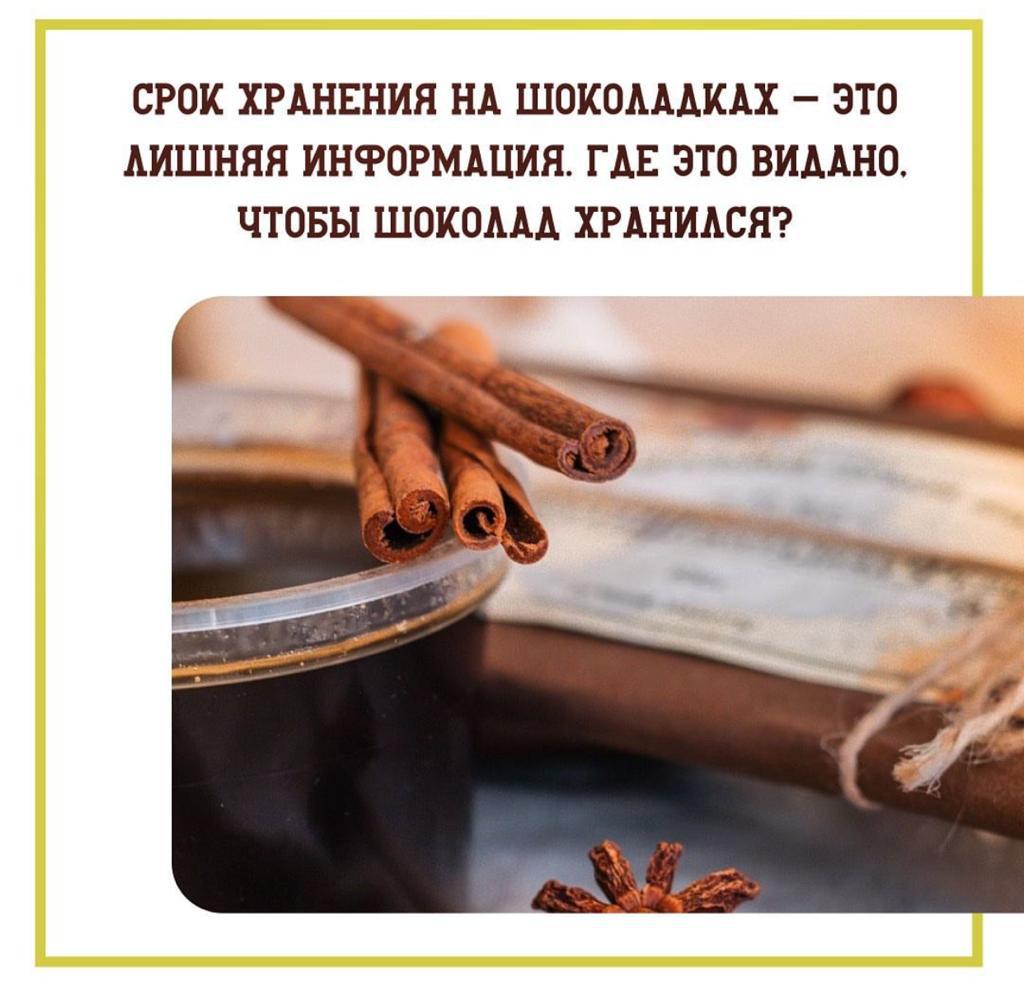 СРОК ХРАНЕНИЯ НА ШОКОЛАДКАХ – ЭТО
ЛИШНЯЯ ИНФОРМАЦИЯ. ГДЕ ЭТО ВИДАНО,
ЧТОБЫ ШОКОЛАД ХРАНИЛСЯ?